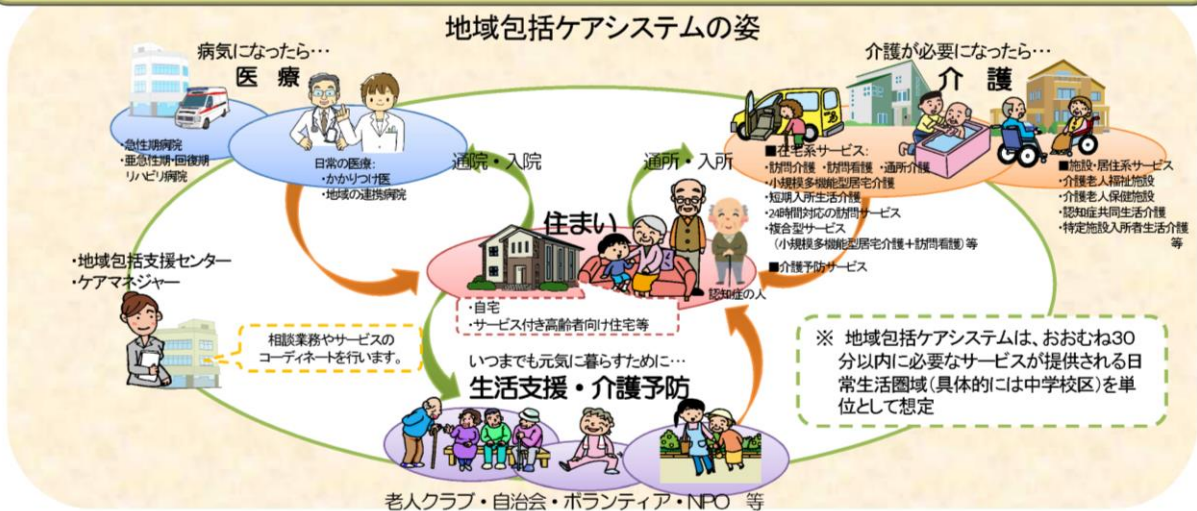 地域包括ケアシステムの姿
病気になったら…
医 療
・急性期病院
・亜急性期・回復期
リハビリ病院
日常の医療:
・かかりつけ医
・地域の連携病院
通院・入院
通所・入所
介護が必要になったら…
介 護
■在宅系サービス:
・訪問介護 ・訪問看護 ・通所介護
・小規模多機能型居宅介護
・短期入所生活介護
・24時間対応の訪問サービス
・複合型サービス
(小規模多機能型居宅介護+訪問看護)等
■介護予防サービス
■施設・居住系サービス
・介護老人福祉施設
・介護老人保健施設
・認知症共同生活介護
・特定施設入所者生活介護
等
住まい
認知症の人
・自宅
・サービス付き高齢者向け住宅等
・地域包括支援センター
・ケアマネジャー
相談業務やサービスの
コーディネートを行います。
いつまでも元気に暮らすために…
生活支援・介護予防
老人クラブ・自治会・ボランティア・NPO 等
※ 地域包括ケアシステムは、おおむね30
分以内に必要なサービスが提供される日
常生活圏域(具体的には中学校区)を単
位として想定